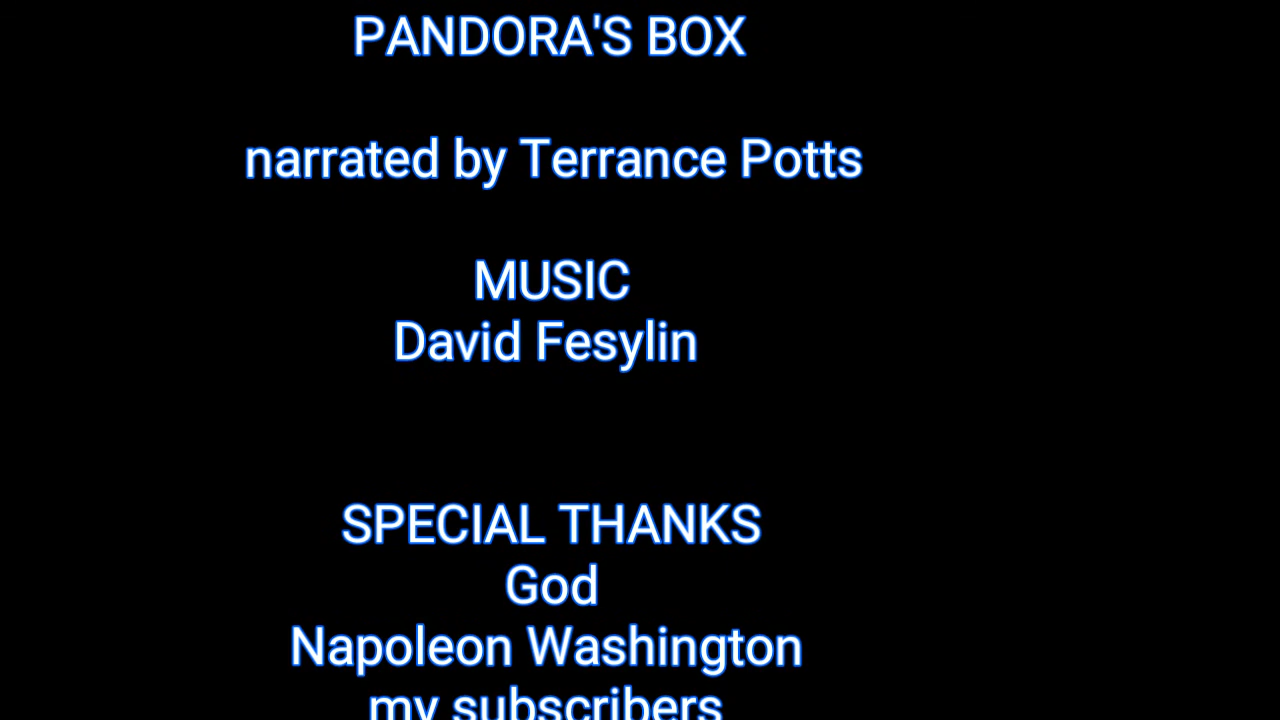 PANDORA'S BOX
narrated by Terrance Potts
MUSIC
David Fesylin
SPECIAL THANKS
God
Napoleon Washington
my subscribers